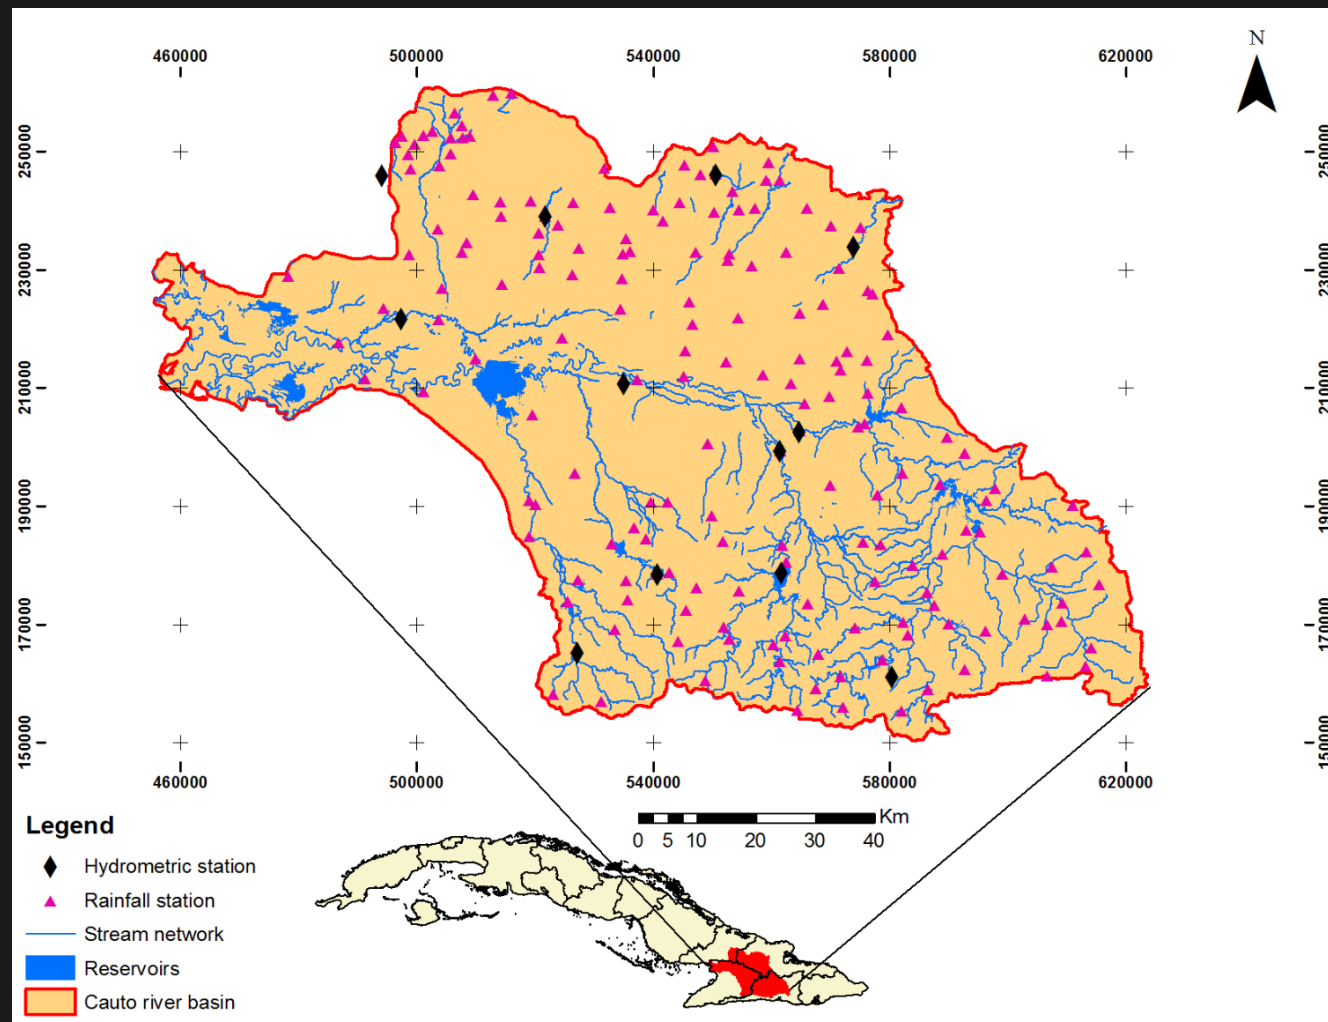 N
460000 500000 540000 580000 620000
250000 250000
230000 230000
210000 210000
190000 190000
170000 170000
150000 150000
460000 500000 540000 580000 620000
Km
0 5 10 20 30 40
Legend
Hydrometric station
Rainfall station
Stream network
Reservoirs
Cauto river basin